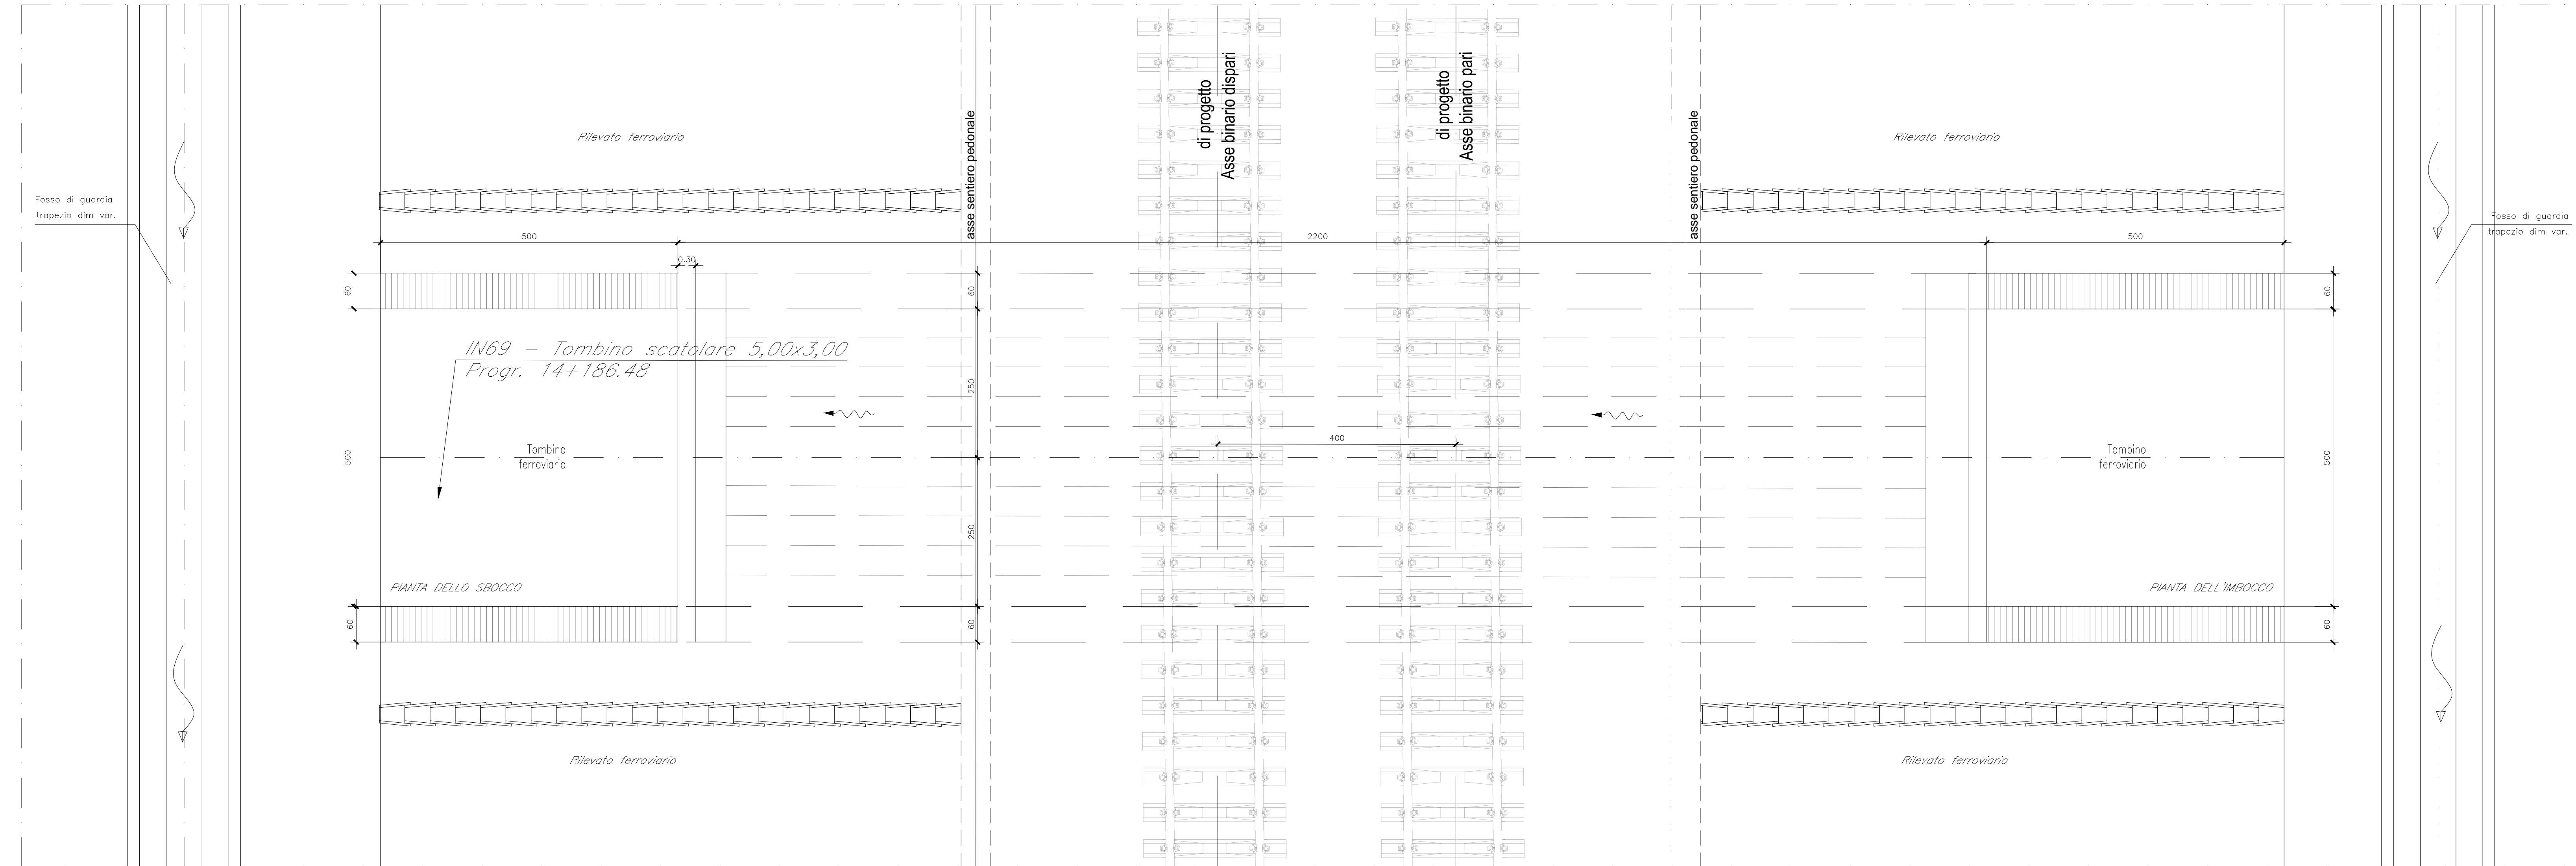 asse sentiero pedonale
di progetto
Asse binario dispari
di progetto
Asse binario pari
asse sentiero pedonale
Rilevato ferroviario
Rilevato ferroviario
Fosso di guardia
trapezio dim var.
Fosso di guardia
trapezio dim var.
500
2200
500
0.30
60
60
60
IN69 - Tombino scatolare 5,00x3,00
Progr. 14+186.48
250
400
500
Tombino
ferroviario
Tombino
ferroviario
500
250
PIANTA DELLO SBOCCO
PIANTA DELL'IMBOCCO
60
60
60
Rilevato ferroviario
Rilevato ferroviario